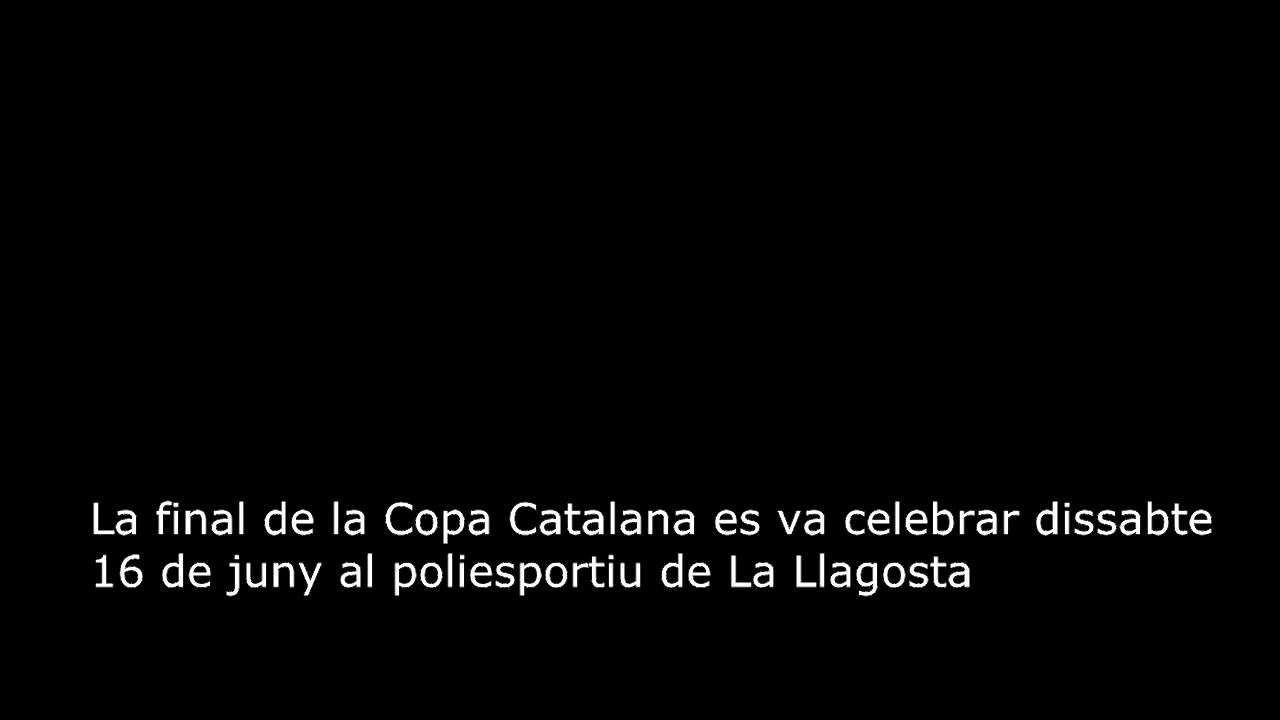 La final de la Copa Catalana es va celebrar dissabte
16 de juny al poliesportiu de La Llagosta